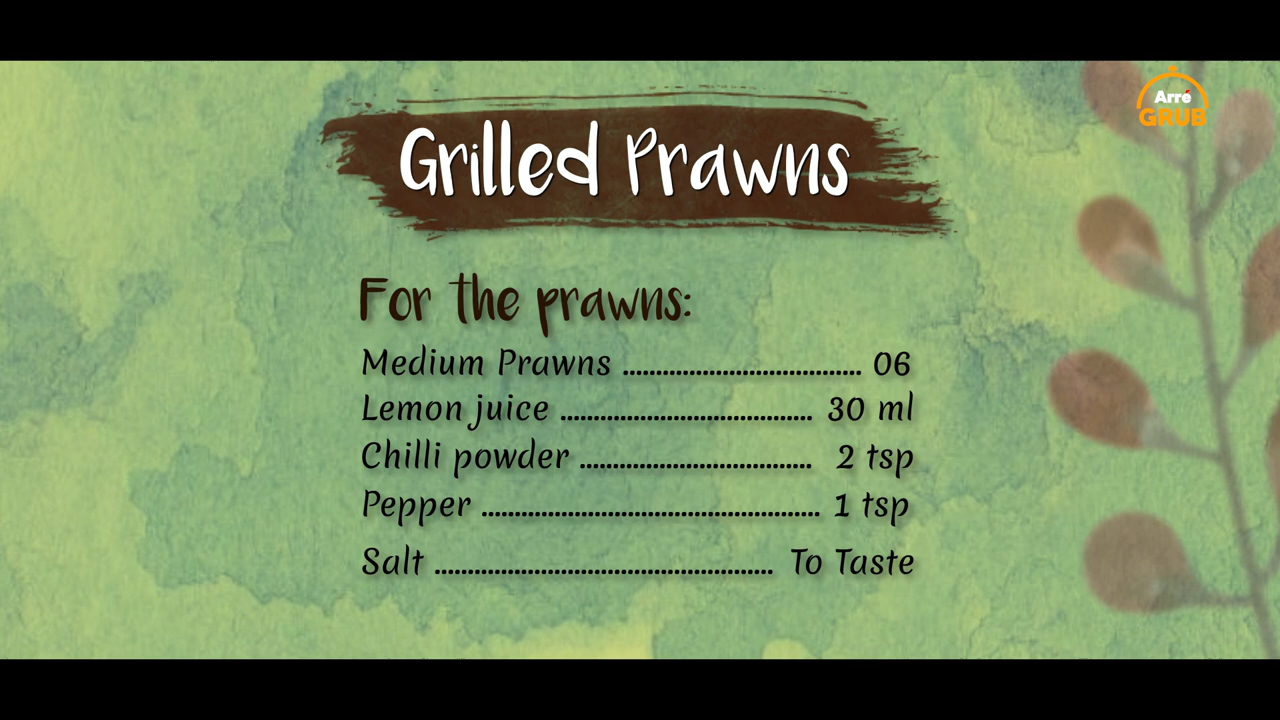 Arré
GRUB
Grilled Prawns
For the prawns:
Medium Prawns ........................................ 06
Lemon juice ........................................ 30 ml
Chilli powder ..................................... 2 tsp
Pepper ...................................................... 1 tsp
Salt ...................................................... To Taste